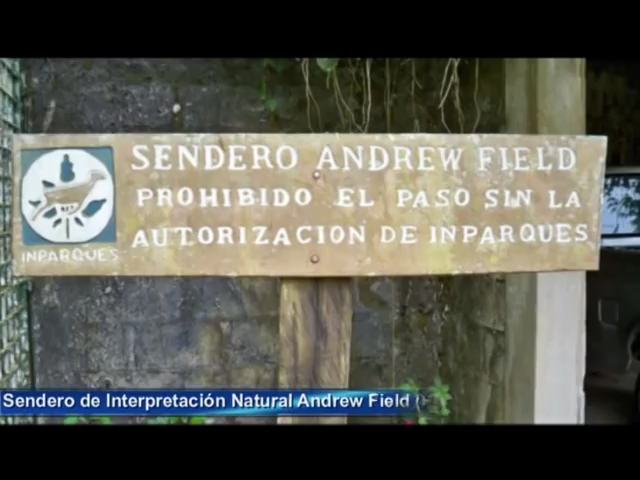 SENDERO ANDREW FIELD
PROHIBIDO EL PASO SIN LA
AUTORIZACION DE INPARQUES
INPARQUES
Sendero de Interpretación Natural Andrew Field